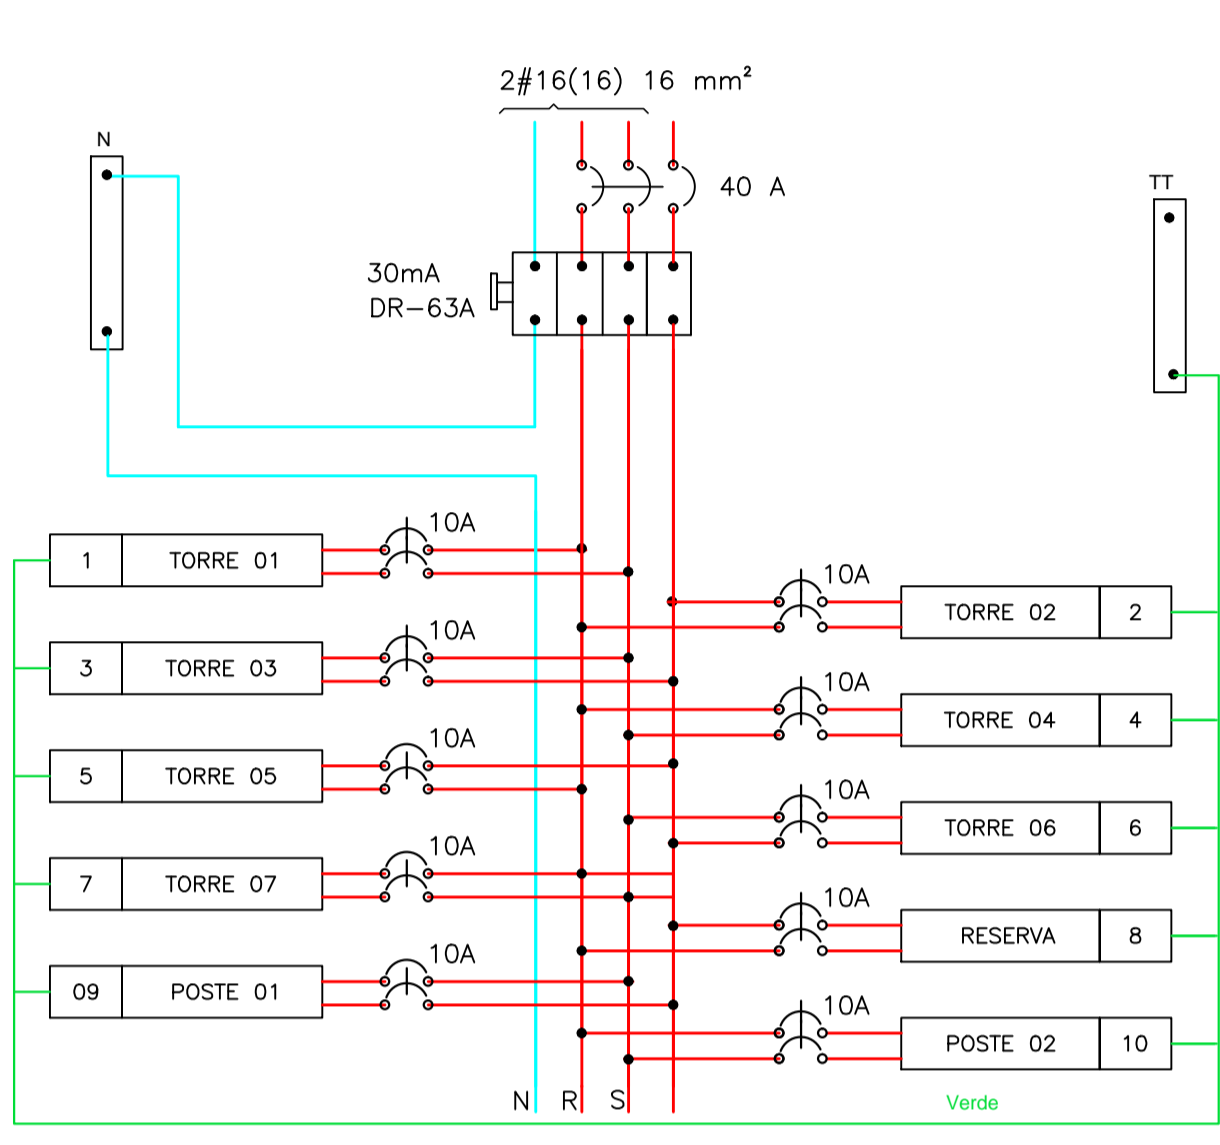 2#16(16) 16 mm²
N
40 A
TT
30mA
DR-63A
10A
1 TORRE 01
10A
TORRE 02 2
10A
3 TORRE 03
10A
TORRE 04 4
10A
5 TORRE 05
10A
TORRE 06 6
10A
7 TORRE 07
10A
RESERVA 8
10A
09 POSTE 01
10A
POSTE 02 10
N R S
Verde